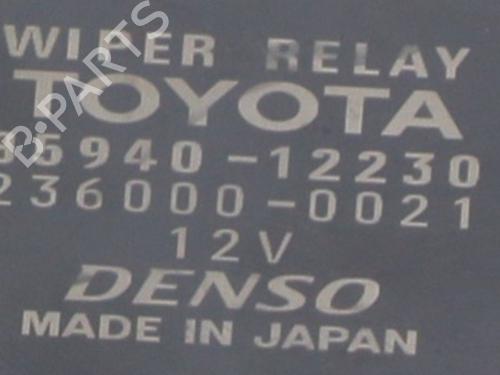 WIPER RELAY
TOYOTA
85940-12230
236000-0021
12V
DENSO
MADE IN JAPAN
B-PARTS